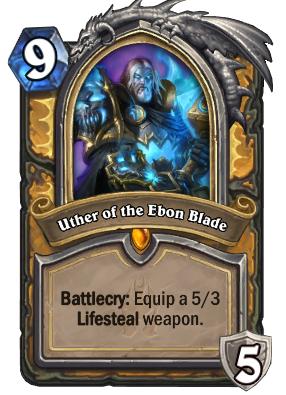 9
Uther of the Ebon Blade
Battlecry: Equip a 5/3
Lifesteal weapon.
5